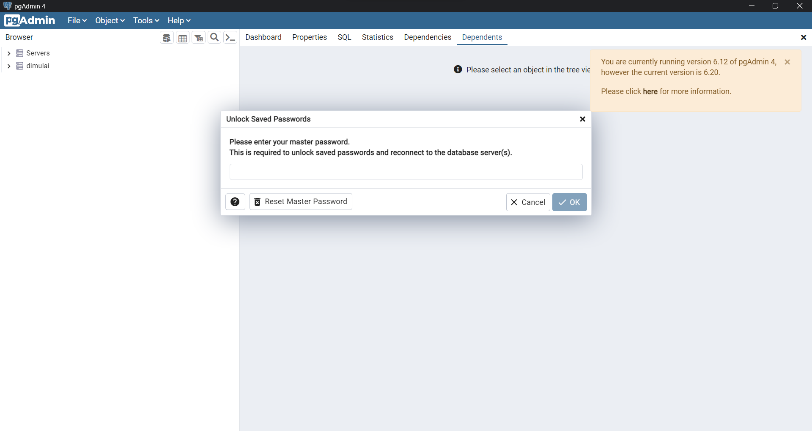 pgAdmin 4
pgAdmin File Object Tools Help
Browser
Dashboard Properties SQL Statistics Dependencies Dependents
Servers
dimulai
Please select an object in the tree vie
You are currently running version 6.12 of pgAdmin 4,
however the current version is 6.20.
Please click here for more information.
Unlock Saved Passwords
Please enter your master password.
This is required to unlock saved passwords and reconnect to the database server(s).
Reset Master Password
Cancel
OK